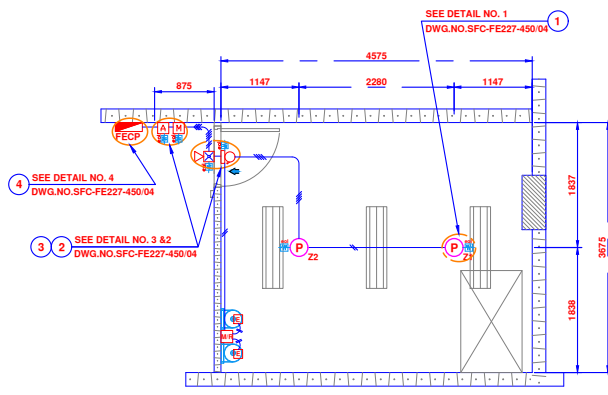 SEE DETAIL NO. 1
DWG.NO.SFC-FE227-450/04
1
4575
875
1147
2280
1147
FECP
A
M
4
SEE DETAIL NO. 4
DWG.NO.SFC-FE227-450/04
1837
3675
3
2
SEE DETAIL NO. 3 &2
DWG.NO.SFC-FE227-450/04
P
Z2
P
1838